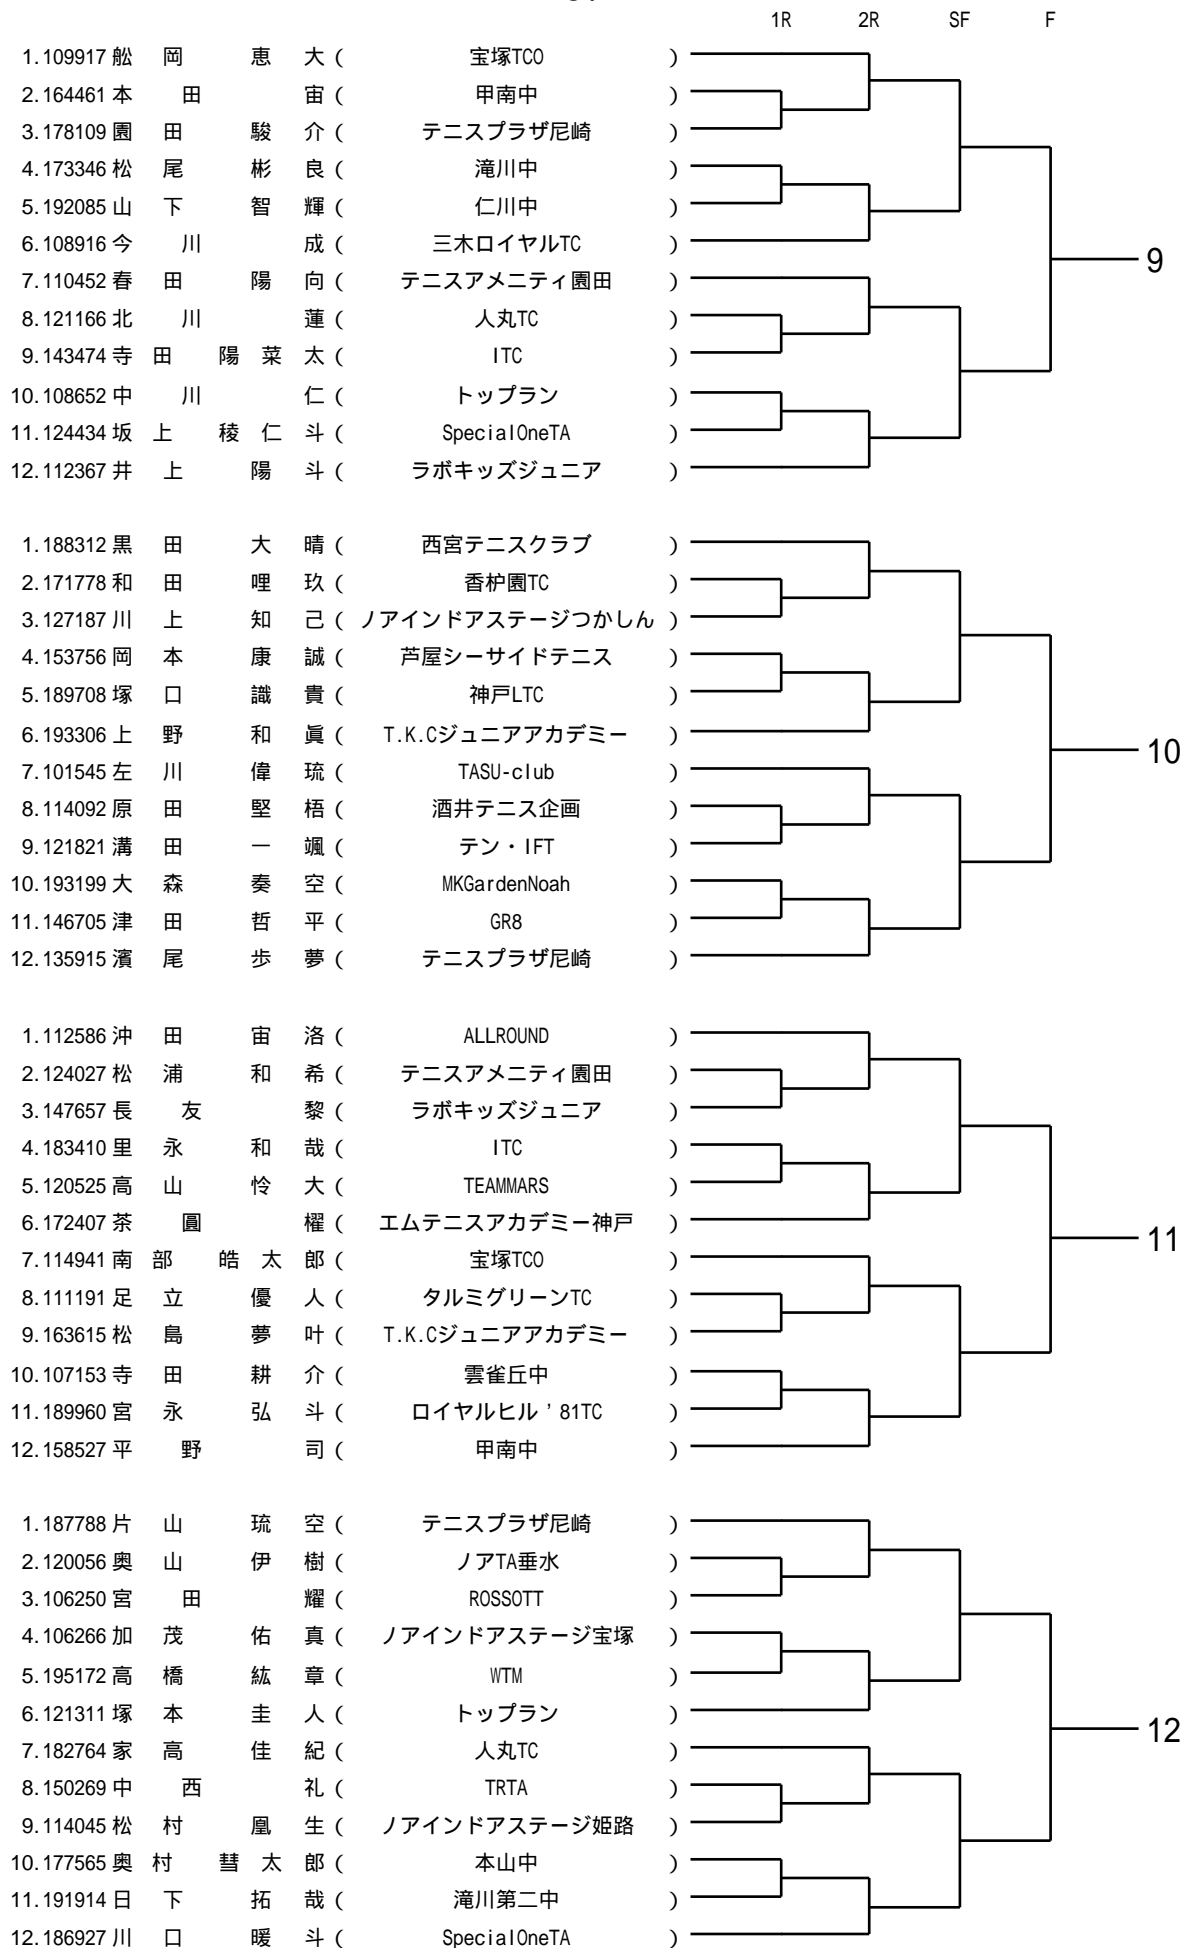 1R 2R SF F
1.109917 舩岡 恵大 ( 宝塚TCO )
2.164461 本田 宙 ( 甲南中 )
3.178109 園田 駿介 ( テニスプラザ尼崎 )
4.173346 松尾 彬良 ( 滝川中 )
5.192085 山下 智輝 ( 仁川中 )
6.108916 今川 成 ( 三木ロイヤルTC )
9
7.110452 春田 陽向 ( テニスアメニティ園田 )
8.121166 北川 蓮 ( 人丸TC )
9.143474 寺田 陽菜太 ( ITC )
10.108652 中川 仁 ( トップラン )
11.124434 坂上 稜仁斗 ( SpecialOneTA )
12.112367 井上 陽斗 ( ラボキッズジュニア )
1.188312 黒田 大晴 ( 西宮テニスクラブ )
2.171778 和田 哩玖 ( 香枦園TC )
3.127187 川上 知己 ( ノアインドアステージつかしん )
4.153756 岡本 康誠 ( 芦屋シーサイドテニス )
5.189708 塚口 識貴 ( 神戸LTC )
6.193306 上野 和眞 ( T.K.Cジュニアアカデミー )
10
7.101545 左川 偉琉 ( TASU-club )
8.114092 原田 堅梧 ( 酒井テニス企画 )
9.121821 溝田 一颯 ( テン・IFT )
10.193199 大森 奏空 ( MKGardenNoah )
11.146705 津田 哲平 ( GR8 )
12.135915 濱尾 歩夢 ( テニスプラザ尼崎 )
1.112586 沖田 宙洛 ( ALLROUND )
2.124027 松浦 和希 ( テニスアメニティ園田 )
3.147657 長友 黎 ( ラボキッズジュニア )
4.183410 里永 和哉 ( ITC )
5.120525 高山 怜大 ( TEAMMARS )
6.172407 茶圓 櫂 ( エムテニスアカデミー神戸 )
11
7.114941 南部 皓太郎 ( 宝塚TCO )
8.111191 足立 優人 ( タルミグリーンTC )
9.163615 松島 夢叶 ( T.K.Cジュニアアカデミー )
10.107153 寺田 耕介 ( 雲雀丘中 )
11.189960 宮永 弘斗 ( ロイヤルヒル'81TC )
12.158527 平野 司 ( 甲南中 )
1.187788 片山 琉空 ( テニスプラザ尼崎 )
2.120056 奥山 伊樹 ( ノアTA垂水 )
3.106250 宮田 耀 ( ROSSOTT )
4.106266 加茂 佑真 ( ノアインドアステージ宝塚 )
5.195172 高橋 紘章 ( WTM )
6.121311 塚本 圭人 ( トップラン )
12
7.182764 家高 佳紀 ( 人丸TC )
8.150269 中西 礼 ( TRTA )
9.114045 松村 凰生 ( ノアインドアステージ姫路 )
10.177565 奥村 彗太郎 ( 本山中 )
11.191914 日下 拓哉 ( 滝川第二中 )
12.186927 川口 暖斗 ( SpecialOneTA )